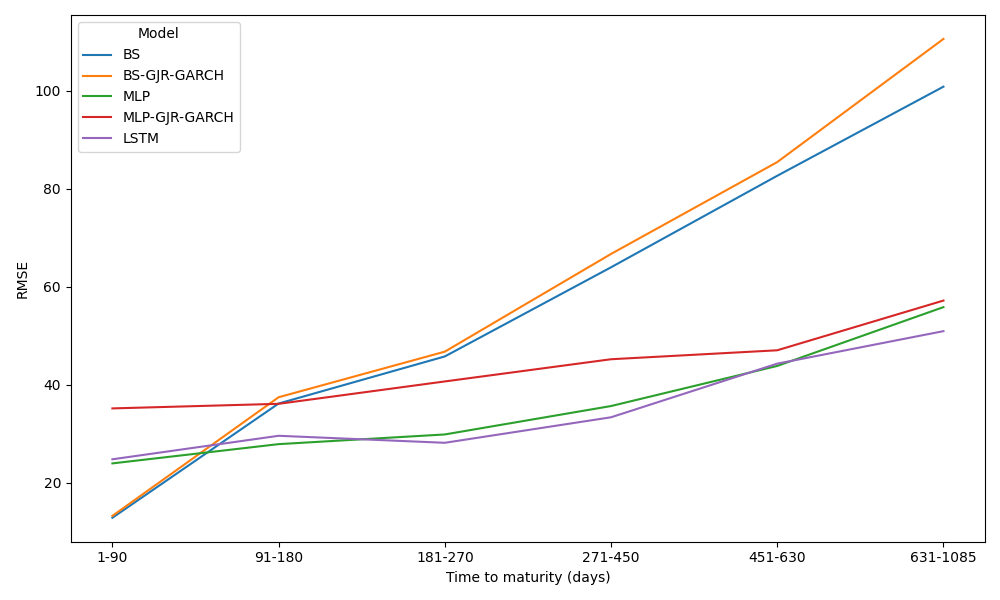 Model
BS
BS-GJR-GARCH
MLP
MLP-GJR-GARCH
LSTM
100
80
60
40
20
RMSE
1-90
91-180
181-270
271-450
451-630
631-1085
Time to maturity (days)